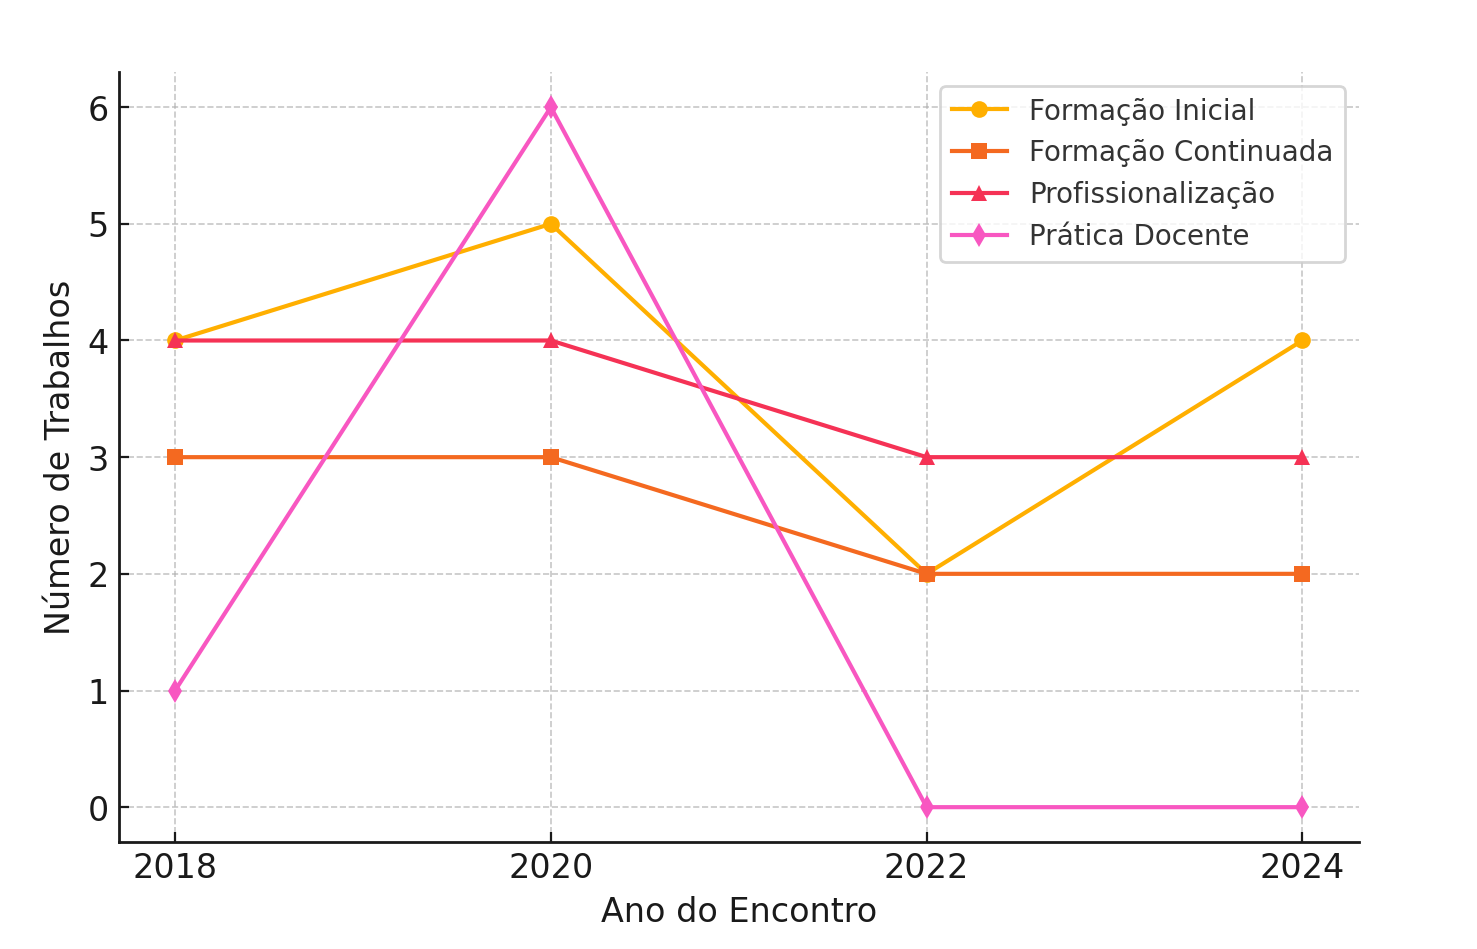 Formação Inicial
Formação Continuada
Profissionalização
Prática Docente
Número de Trabalhos
6
5
4
3
2
1
0
2018 2020 2022 2024
Ano do Encontro